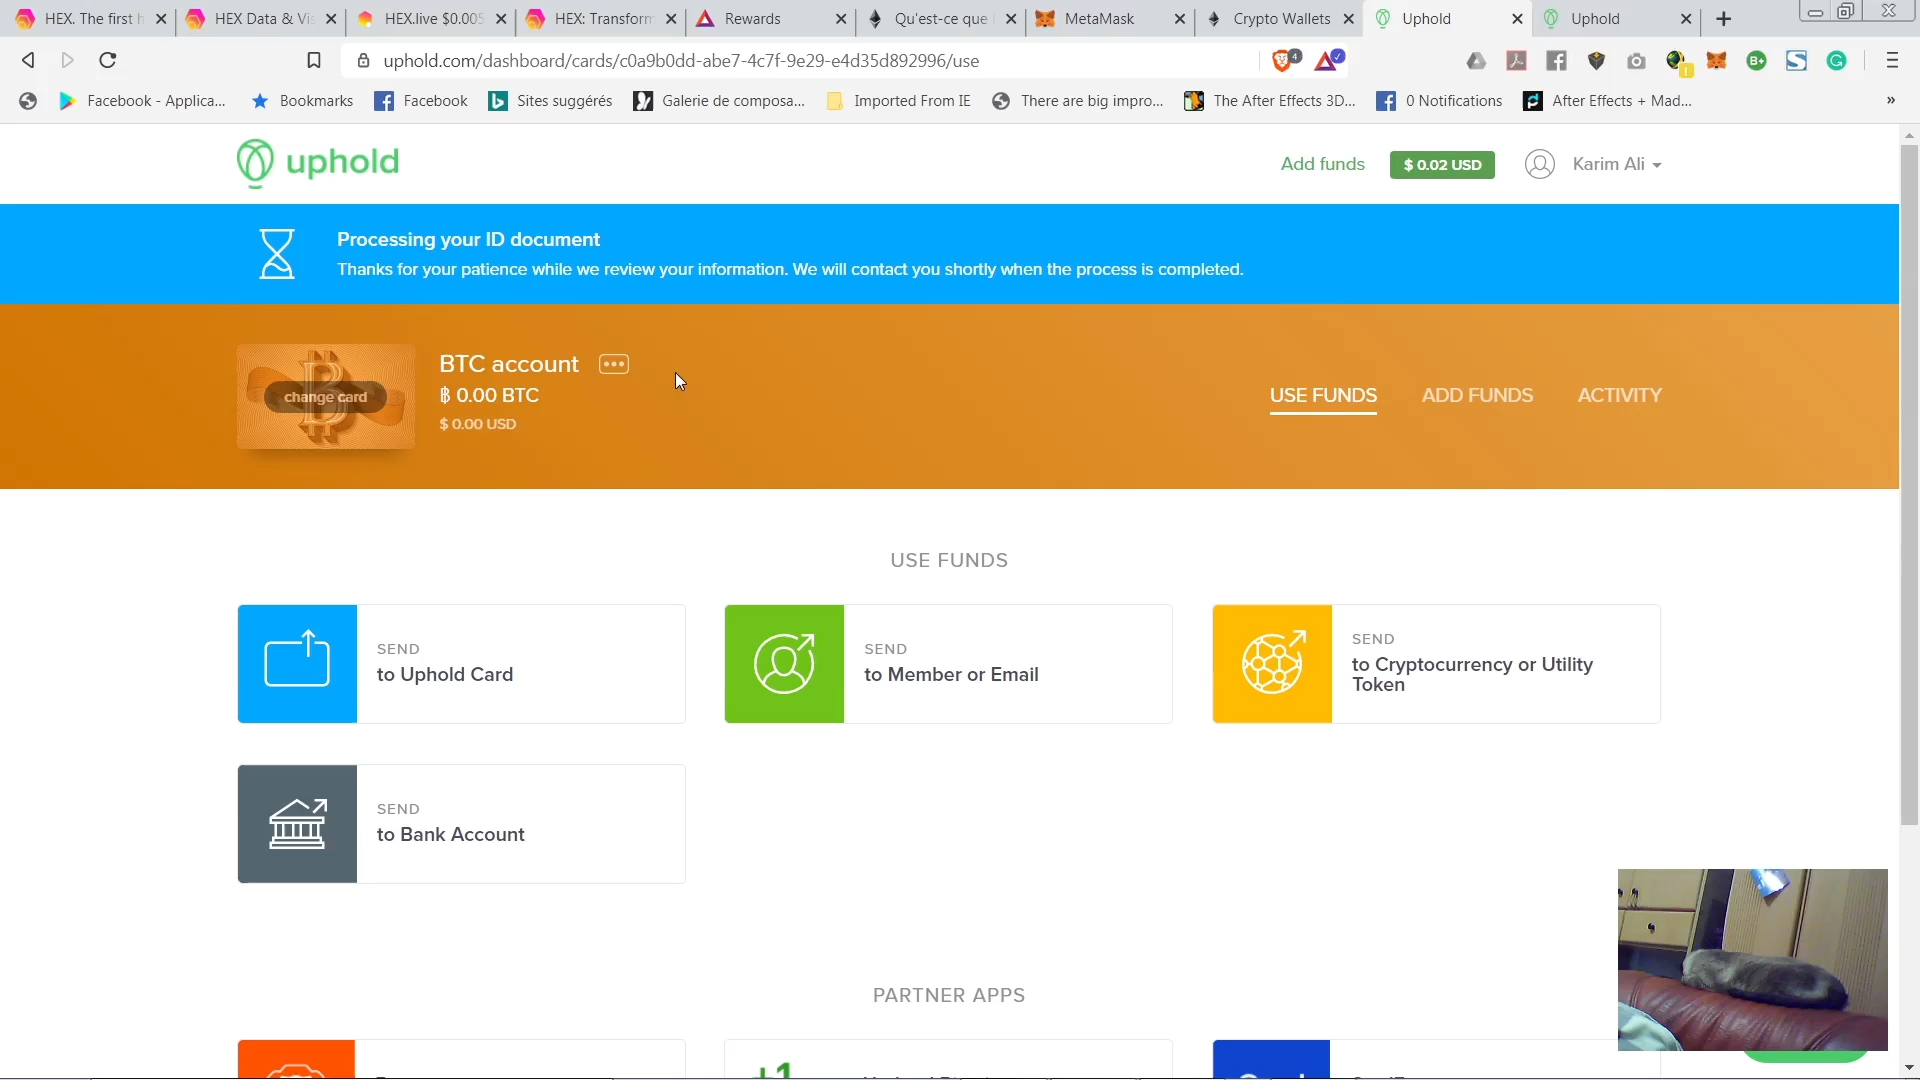 HEX. The first h
HEX Data & Vis
HEX.live $0.005
HEX: Transform
Rewards
Qu'est-ce que
MetaMask
Crypto Wallets
Uphold
Uphold
uphold.com/dashboard/cards/c0a9b0dd-abe7-4c7f-9e29-e4d35d892996/use
4
B+
Facebook - Applica...
Bookmarks
Facebook
Sites suggérés
Galerie de composa...
Imported From IE
There are big impro...
The After Effects 3D...
0 Notifications
After Effects + Mad...
»
uphold
Add funds
$ 0.02 USD
Karim Ali
Processing your ID document
Thanks for your patience while we review your information. We will contact you shortly when the process is completed.
change card
BTC account
฿ 0.00 BTC
$ 0.00 USD
USE FUNDS
ADD FUNDS
ACTIVITY
USE FUNDS
SEND
to Uphold Card
SEND
to Member or Email
SEND
to Cryptocurrency or Utility
Token
SEND
to Bank Account
PARTNER APPS
+1